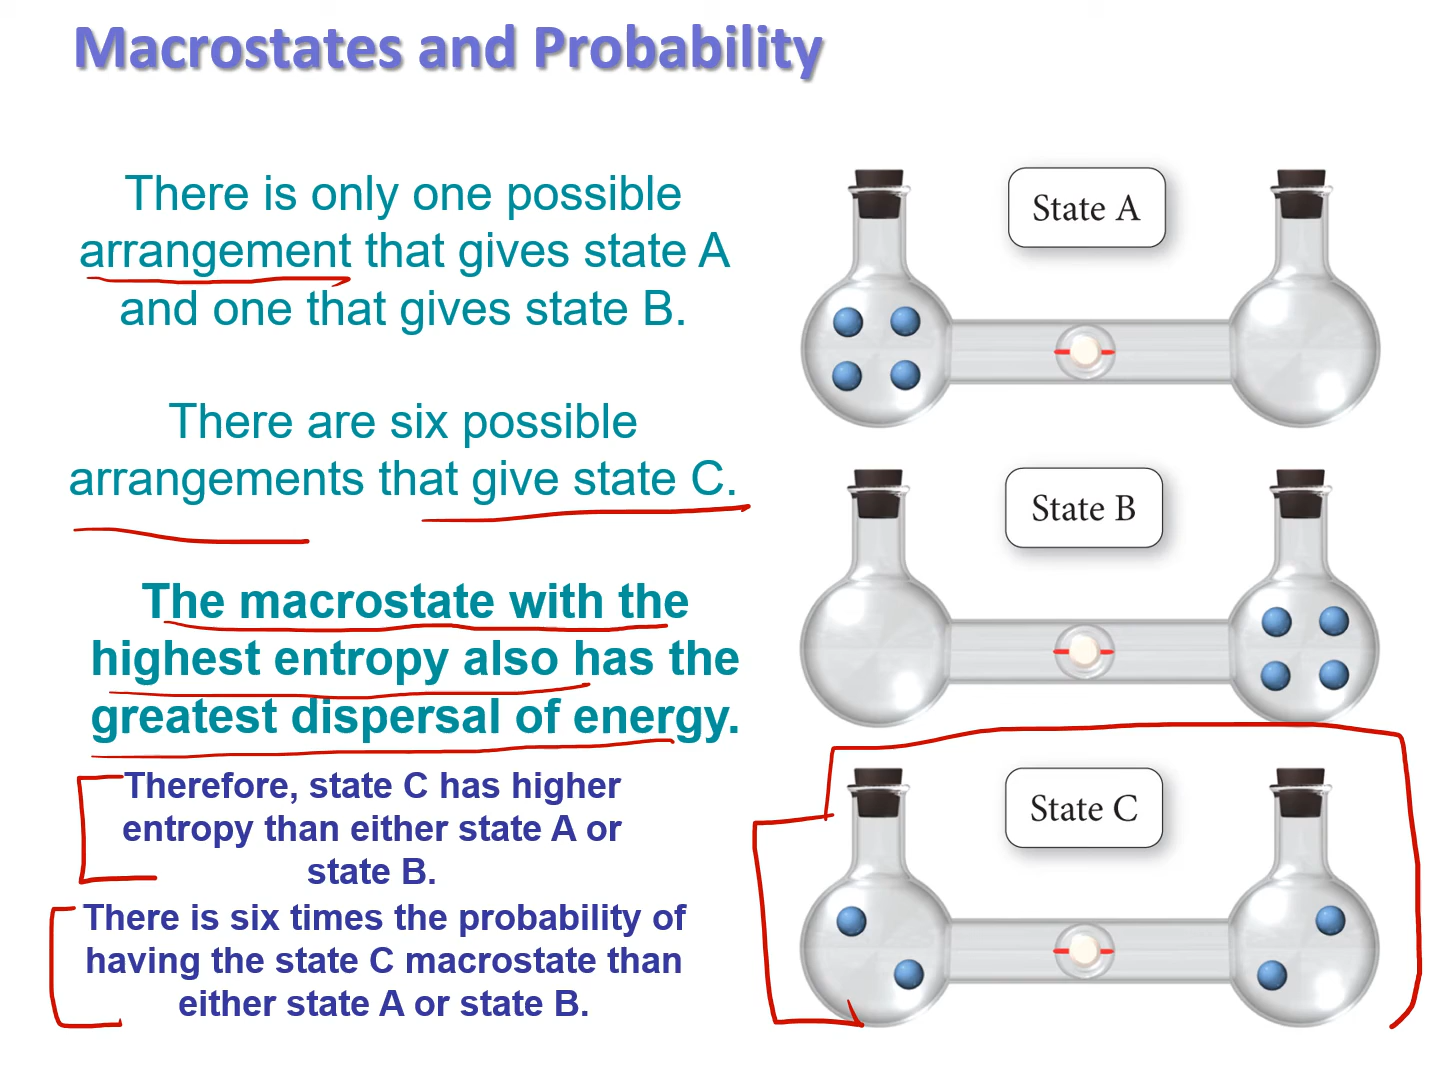 Macrostates and Probability
There is only one possible
arrangement that gives state A
and one that gives state B.
There are six possible
arrangements that give state C.
The macrostate with the
highest entropy also has the
greatest dispersal of energy.
Therefore, state C has higher
entropy than either state A or
state B.
There is six times the probability of
having the state C macrostate than
either state A or state B.
State A
State B
State C